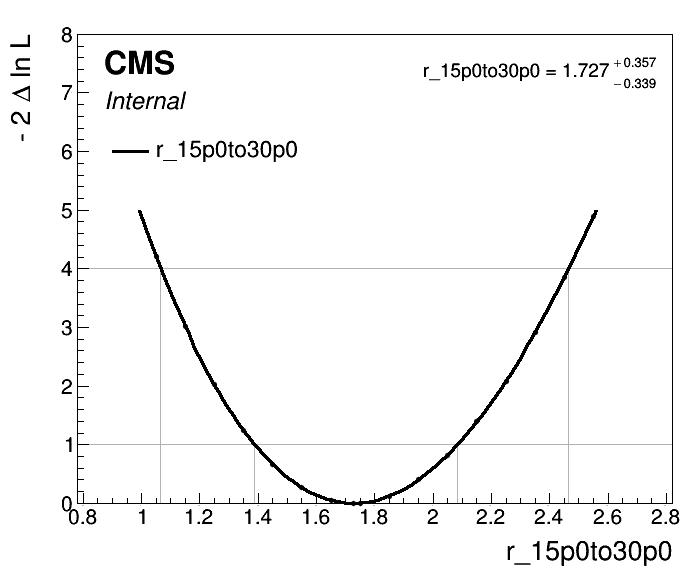 - 2 Δ ln L
8
7
6
5
4
3
2
1
0
CMS
Internal
r_15p0to30p0 = 1.727 +0.357 −0.339
r_15p0to30p0
0.8 1 1.2 1.4 1.6 1.8 2 2.2 2.4 2.6 2.8
r_15p0to30p0